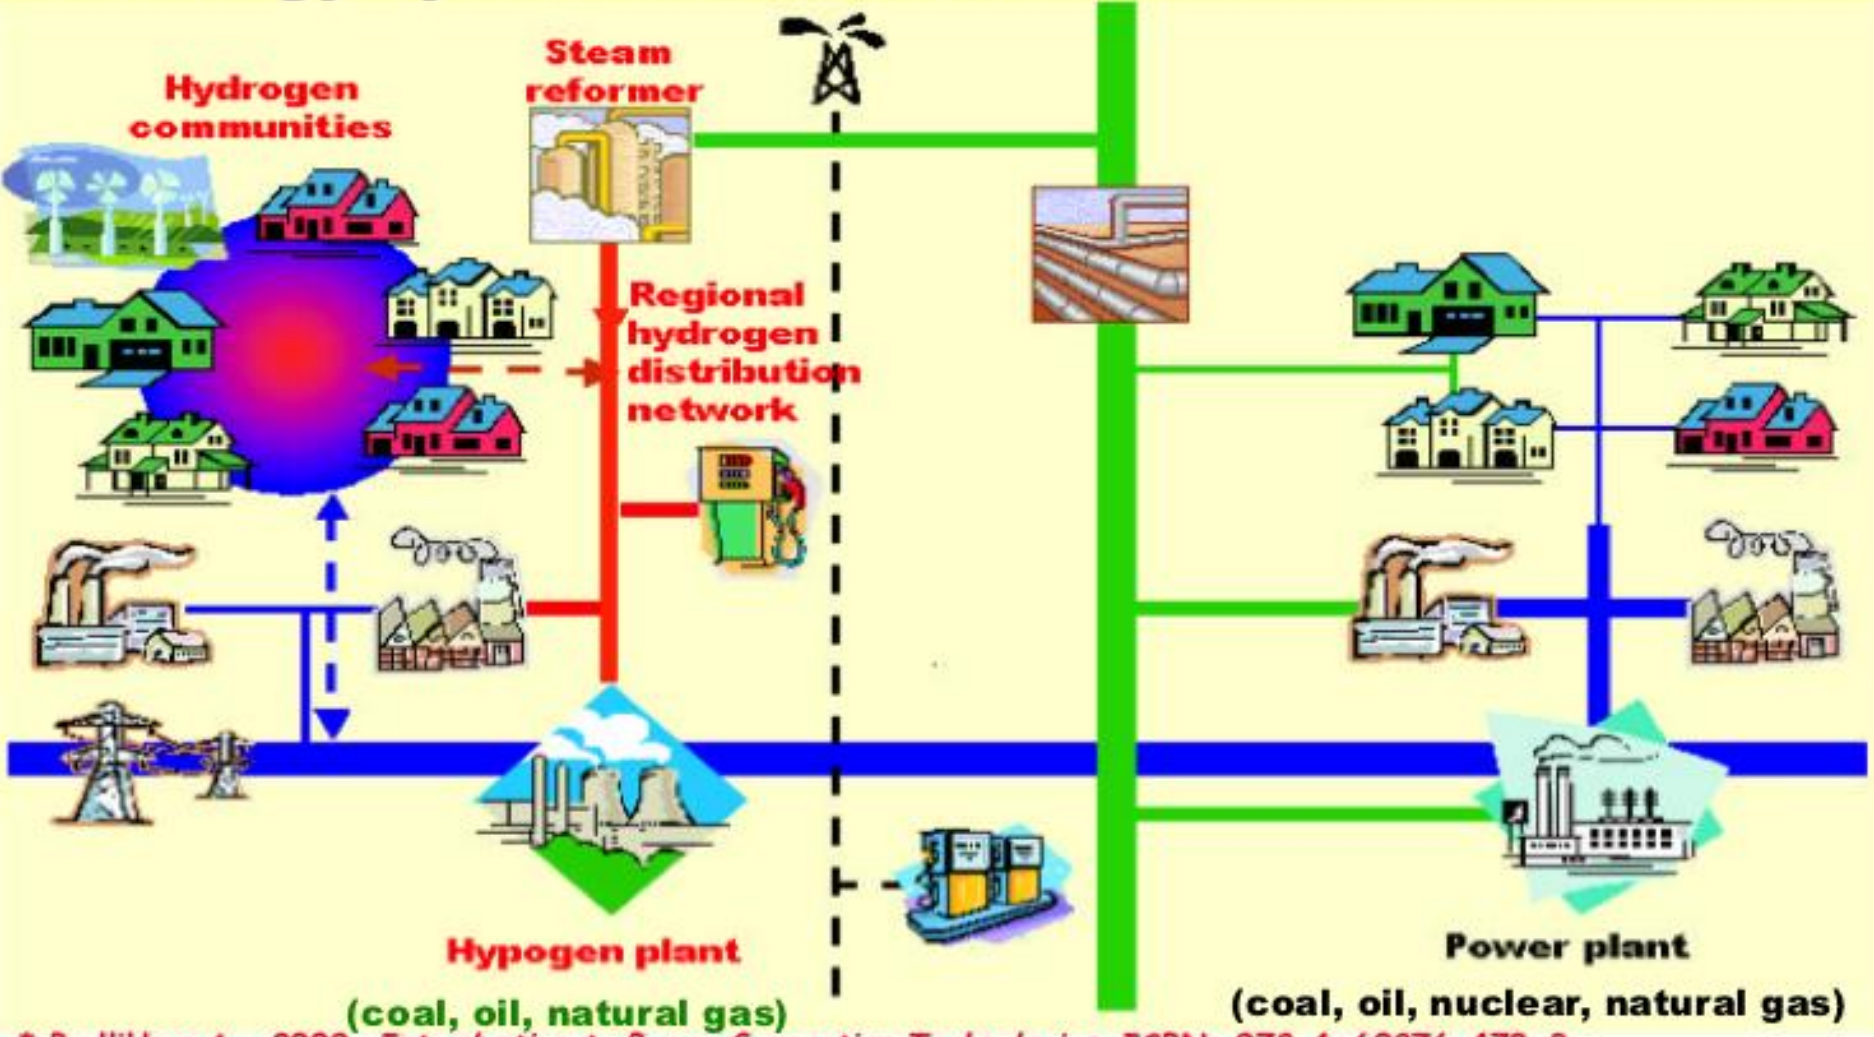 Steam
reformer
Hydrogen
communities
Regional
hydrogen
distribution
network
Hypogen plant
(coal, oil, natural gas)
Power plant
(coal, oil, nuclear, natural gas)